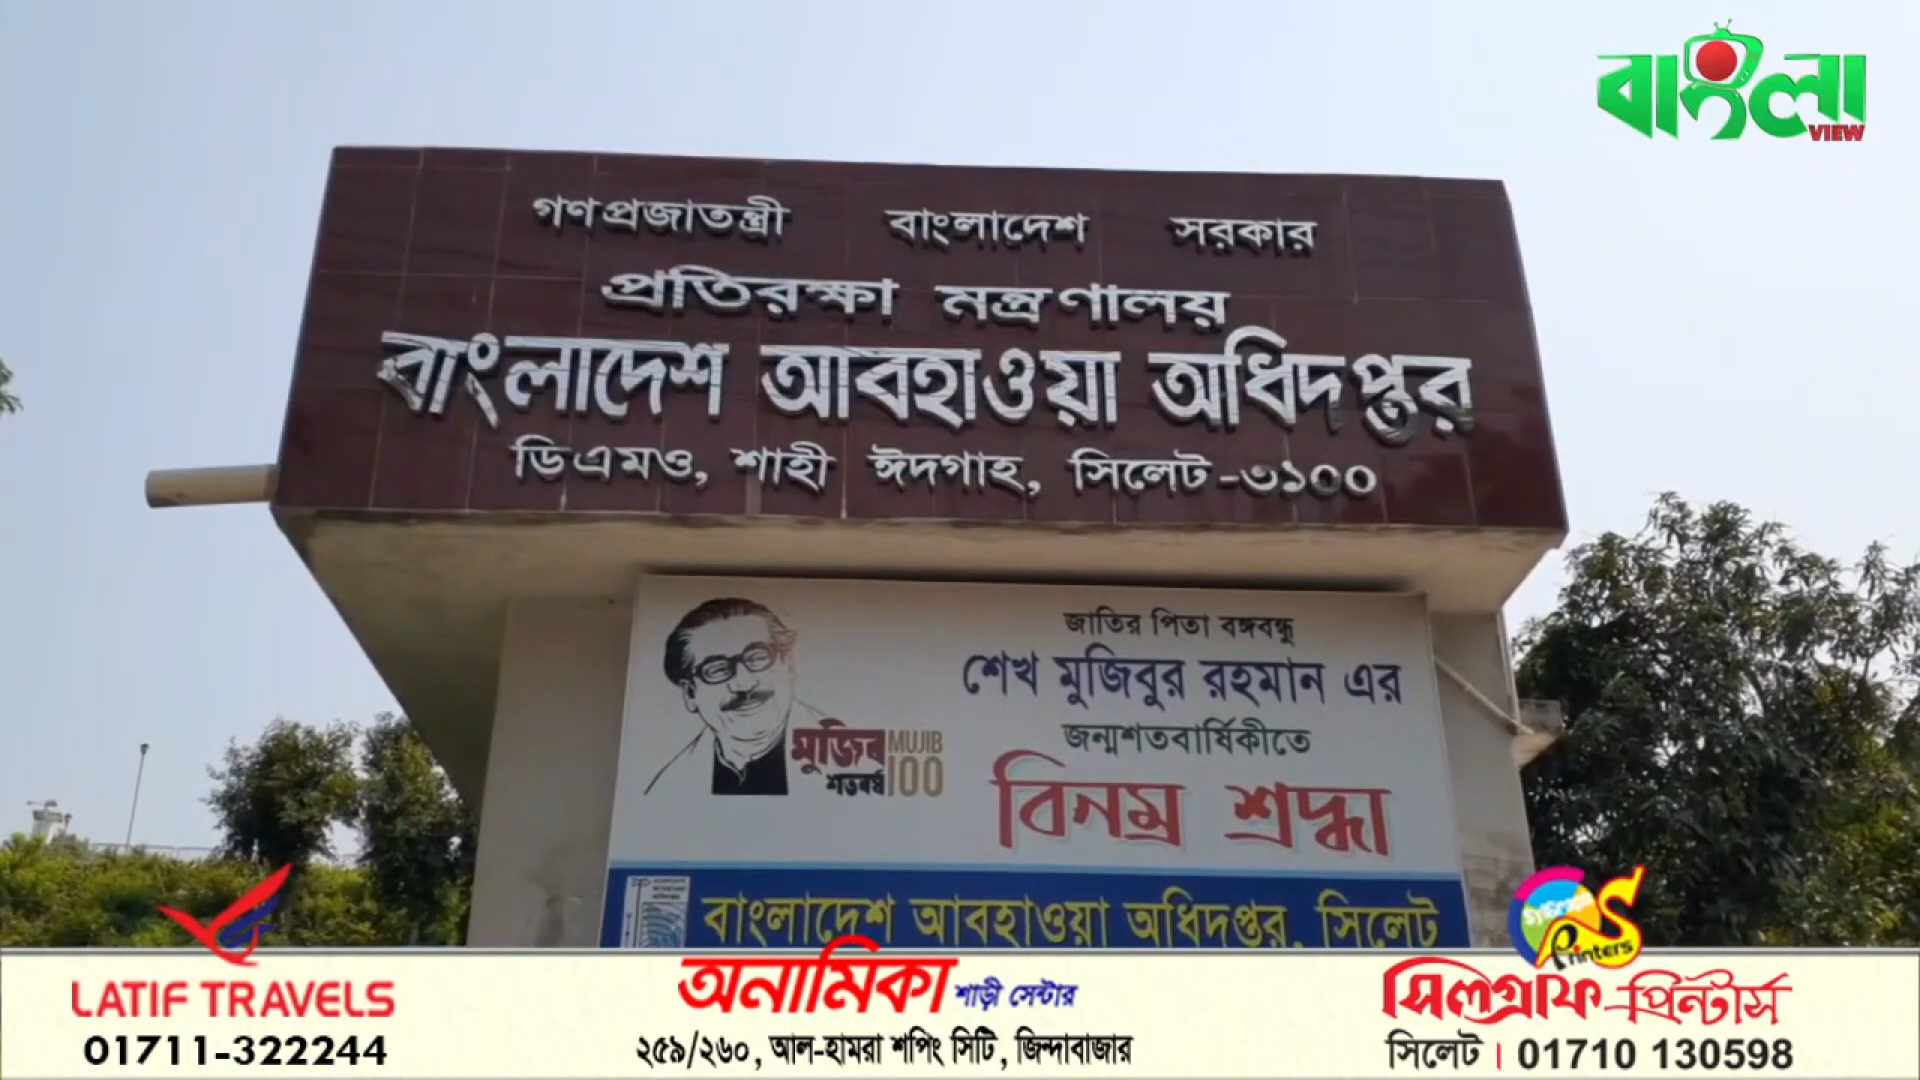 বাংলা
VIEW
গণপ্রজাতন্ত্রী বাংলাদেশ সরকার
প্রতিরক্ষা মন্ত্রণালয়
বাংলাদেশ আবহাওয়া অধিদপ্তর
ডিএমও, শাহী ঈদগাহ, সিলেট-৩১০০
জাতির পিতা বঙ্গবন্ধু
শেখ মুজিবুর রহমান এর
জন্মশতবার্ষিকীতে
বিনম্র শ্রদ্ধা
মুজিব MUJIB
শতবর্ষ 100
বাংলাদেশ আবহাওয়া অধিদপ্তর, সিলেট
LATIF TRAVELS
01711-322244
অনামিকা শাড়ী সেন্টার
২৫৯/২৬০, আল-হামরা শপিং সিটি, জিন্দাবাজার
Printers
সিলগ্রাফ প্রিন্টার্স
সিলেট । 01710 130598